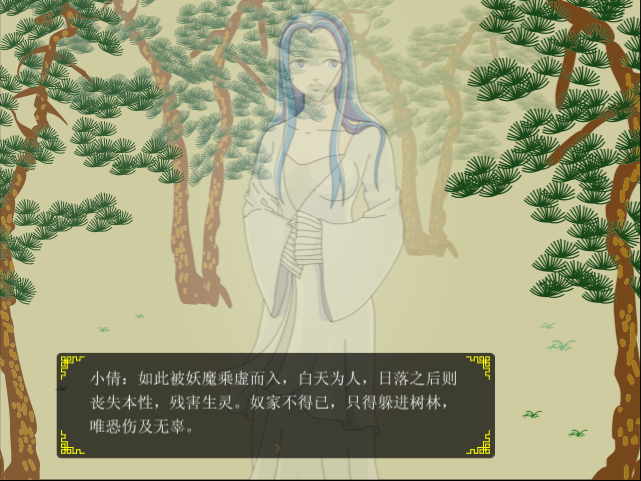 小倩：如此被妖魔乘虚而入，白天为人，日落之后则
丧失本性，残害生灵。奴家不得已，只得躲进树林，
唯恐伤及无辜。